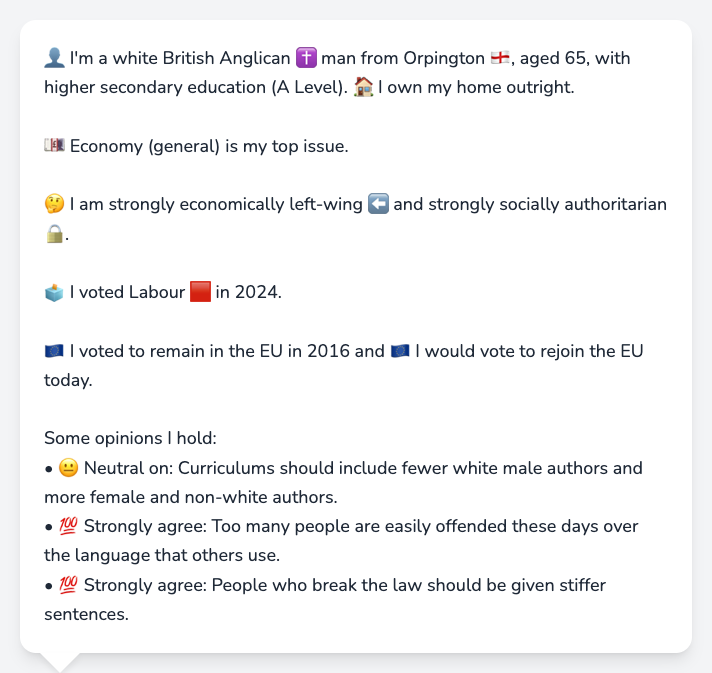 👤 I'm a white British Anglican ✝️ man from Orpington 🏴󠁧󠁢󠁥󠁮󠁧󠁿, aged 65, with
higher secondary education (A Level). 🏠 I own my home outright.
💷 Economy (general) is my top issue.
🤔 I am strongly economically left-wing ⬅️ and strongly socially authoritarian
🔒.
🗳️ I voted Labour 🟥 in 2024.
🇪🇺 I voted to remain in the EU in 2016 and 🇪🇺 I would vote to rejoin the EU
today.
Some opinions I hold:
• 😐 Neutral on: Curriculums should include fewer white male authors and
more female and non-white authors.
• 💯 Strongly agree: Too many people are easily offended these days over
the language that others use.
• 💯 Strongly agree: People who break the law should be given stiffer
sentences.